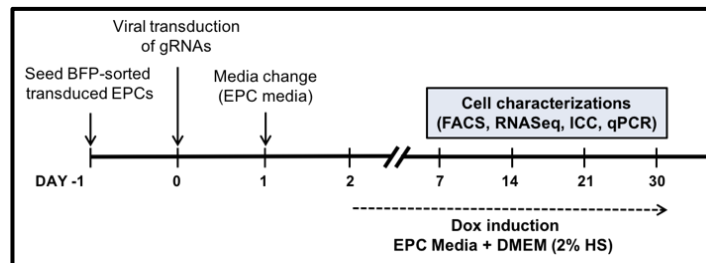 Viral transduction
of gRNAs
Seed BFP-sorted
transduced EPCs
Media change
(EPC media)
Cell characterizations
(FACS, RNASeq, ICC, qPCR)
DAY -1 0 1 2 7 14 21 30
Dox induction
EPC Media + DMEM (2% HS)